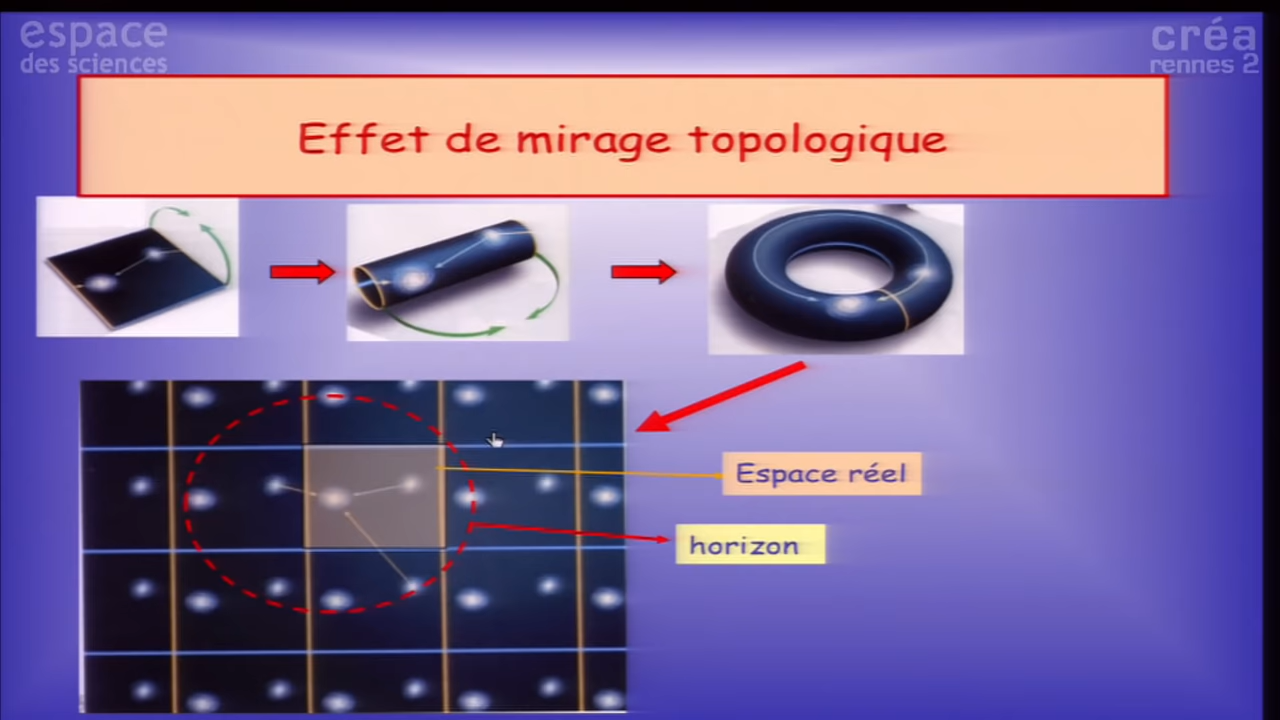 espace
des sciences
créa
rennes 2
Effet de mirage topologique
Espace réel
horizon